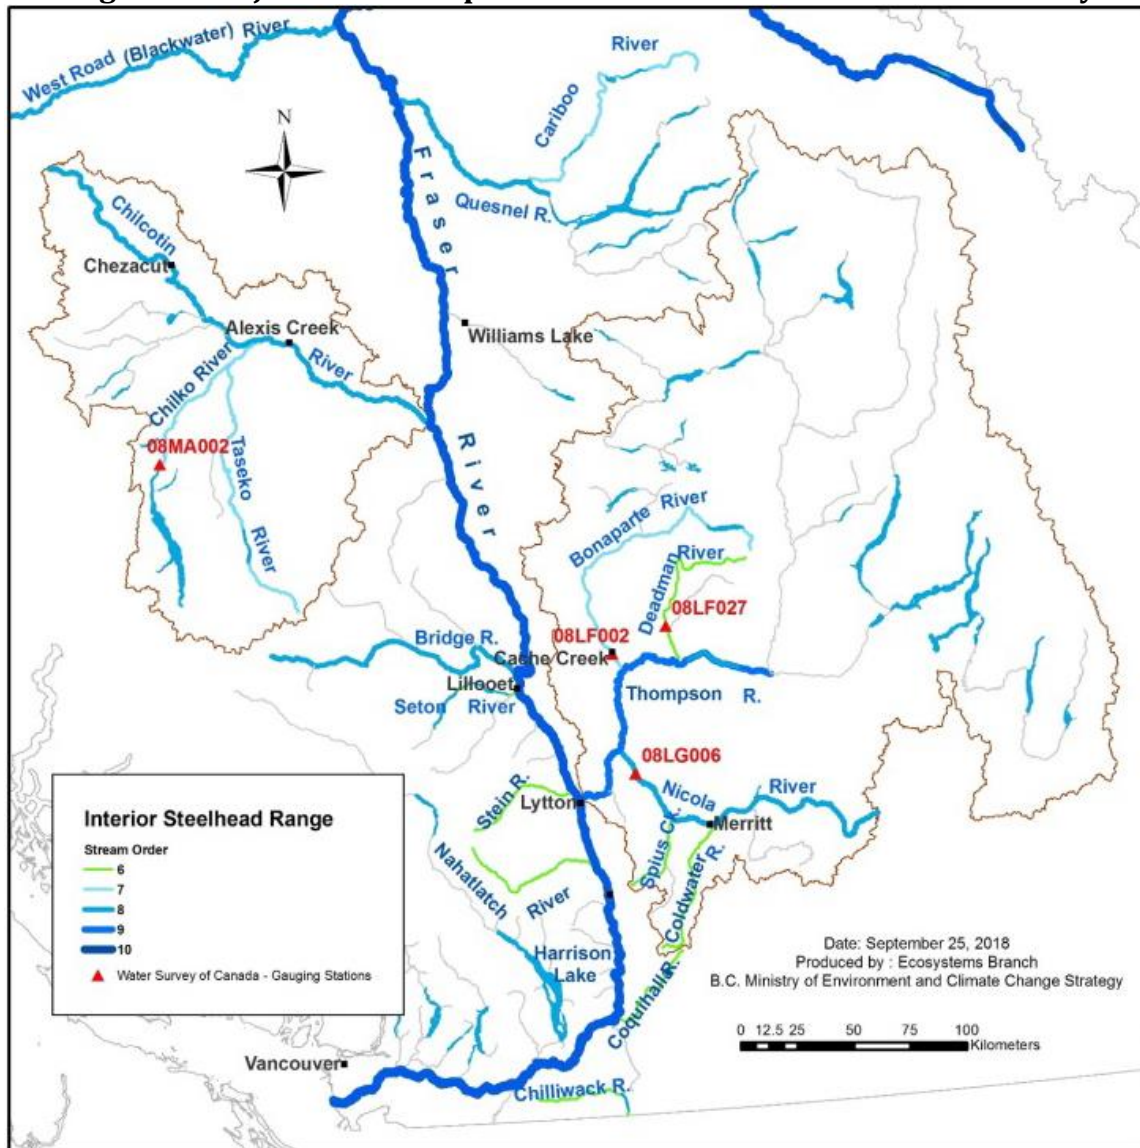 West Road (Blackwater) River
River
Cariboo
N
Fraser
Quesnel R.
Chilcotin
Chezacut
Alexis Creek
River
Williams Lake
Chilko River
08MA002
Taseko
River
River
Bonaparte River
River
Deadman
08LF027
08LF002
Cache Creek
Bridge R.
Lillooet
Seton River
Thompson R.
08LG006
Nicola
River
Merritt
Stein R.
Lytton
Spius Ck.
Coldwater
R.
Nahatlatch
River
Harrison
Lake
Coquihalla
R.
Interior Steelhead Range
Stream Order
6
7
8
9
10
Water Survey of Canada - Gauging Stations
Date: September 25, 2018
Produced by : Ecosystems Branch
B.C. Ministry of Environment and Climate Change Strategy
0 12.5 25 50 75 100
Kilometers
Vancouver
Chilliwack R.